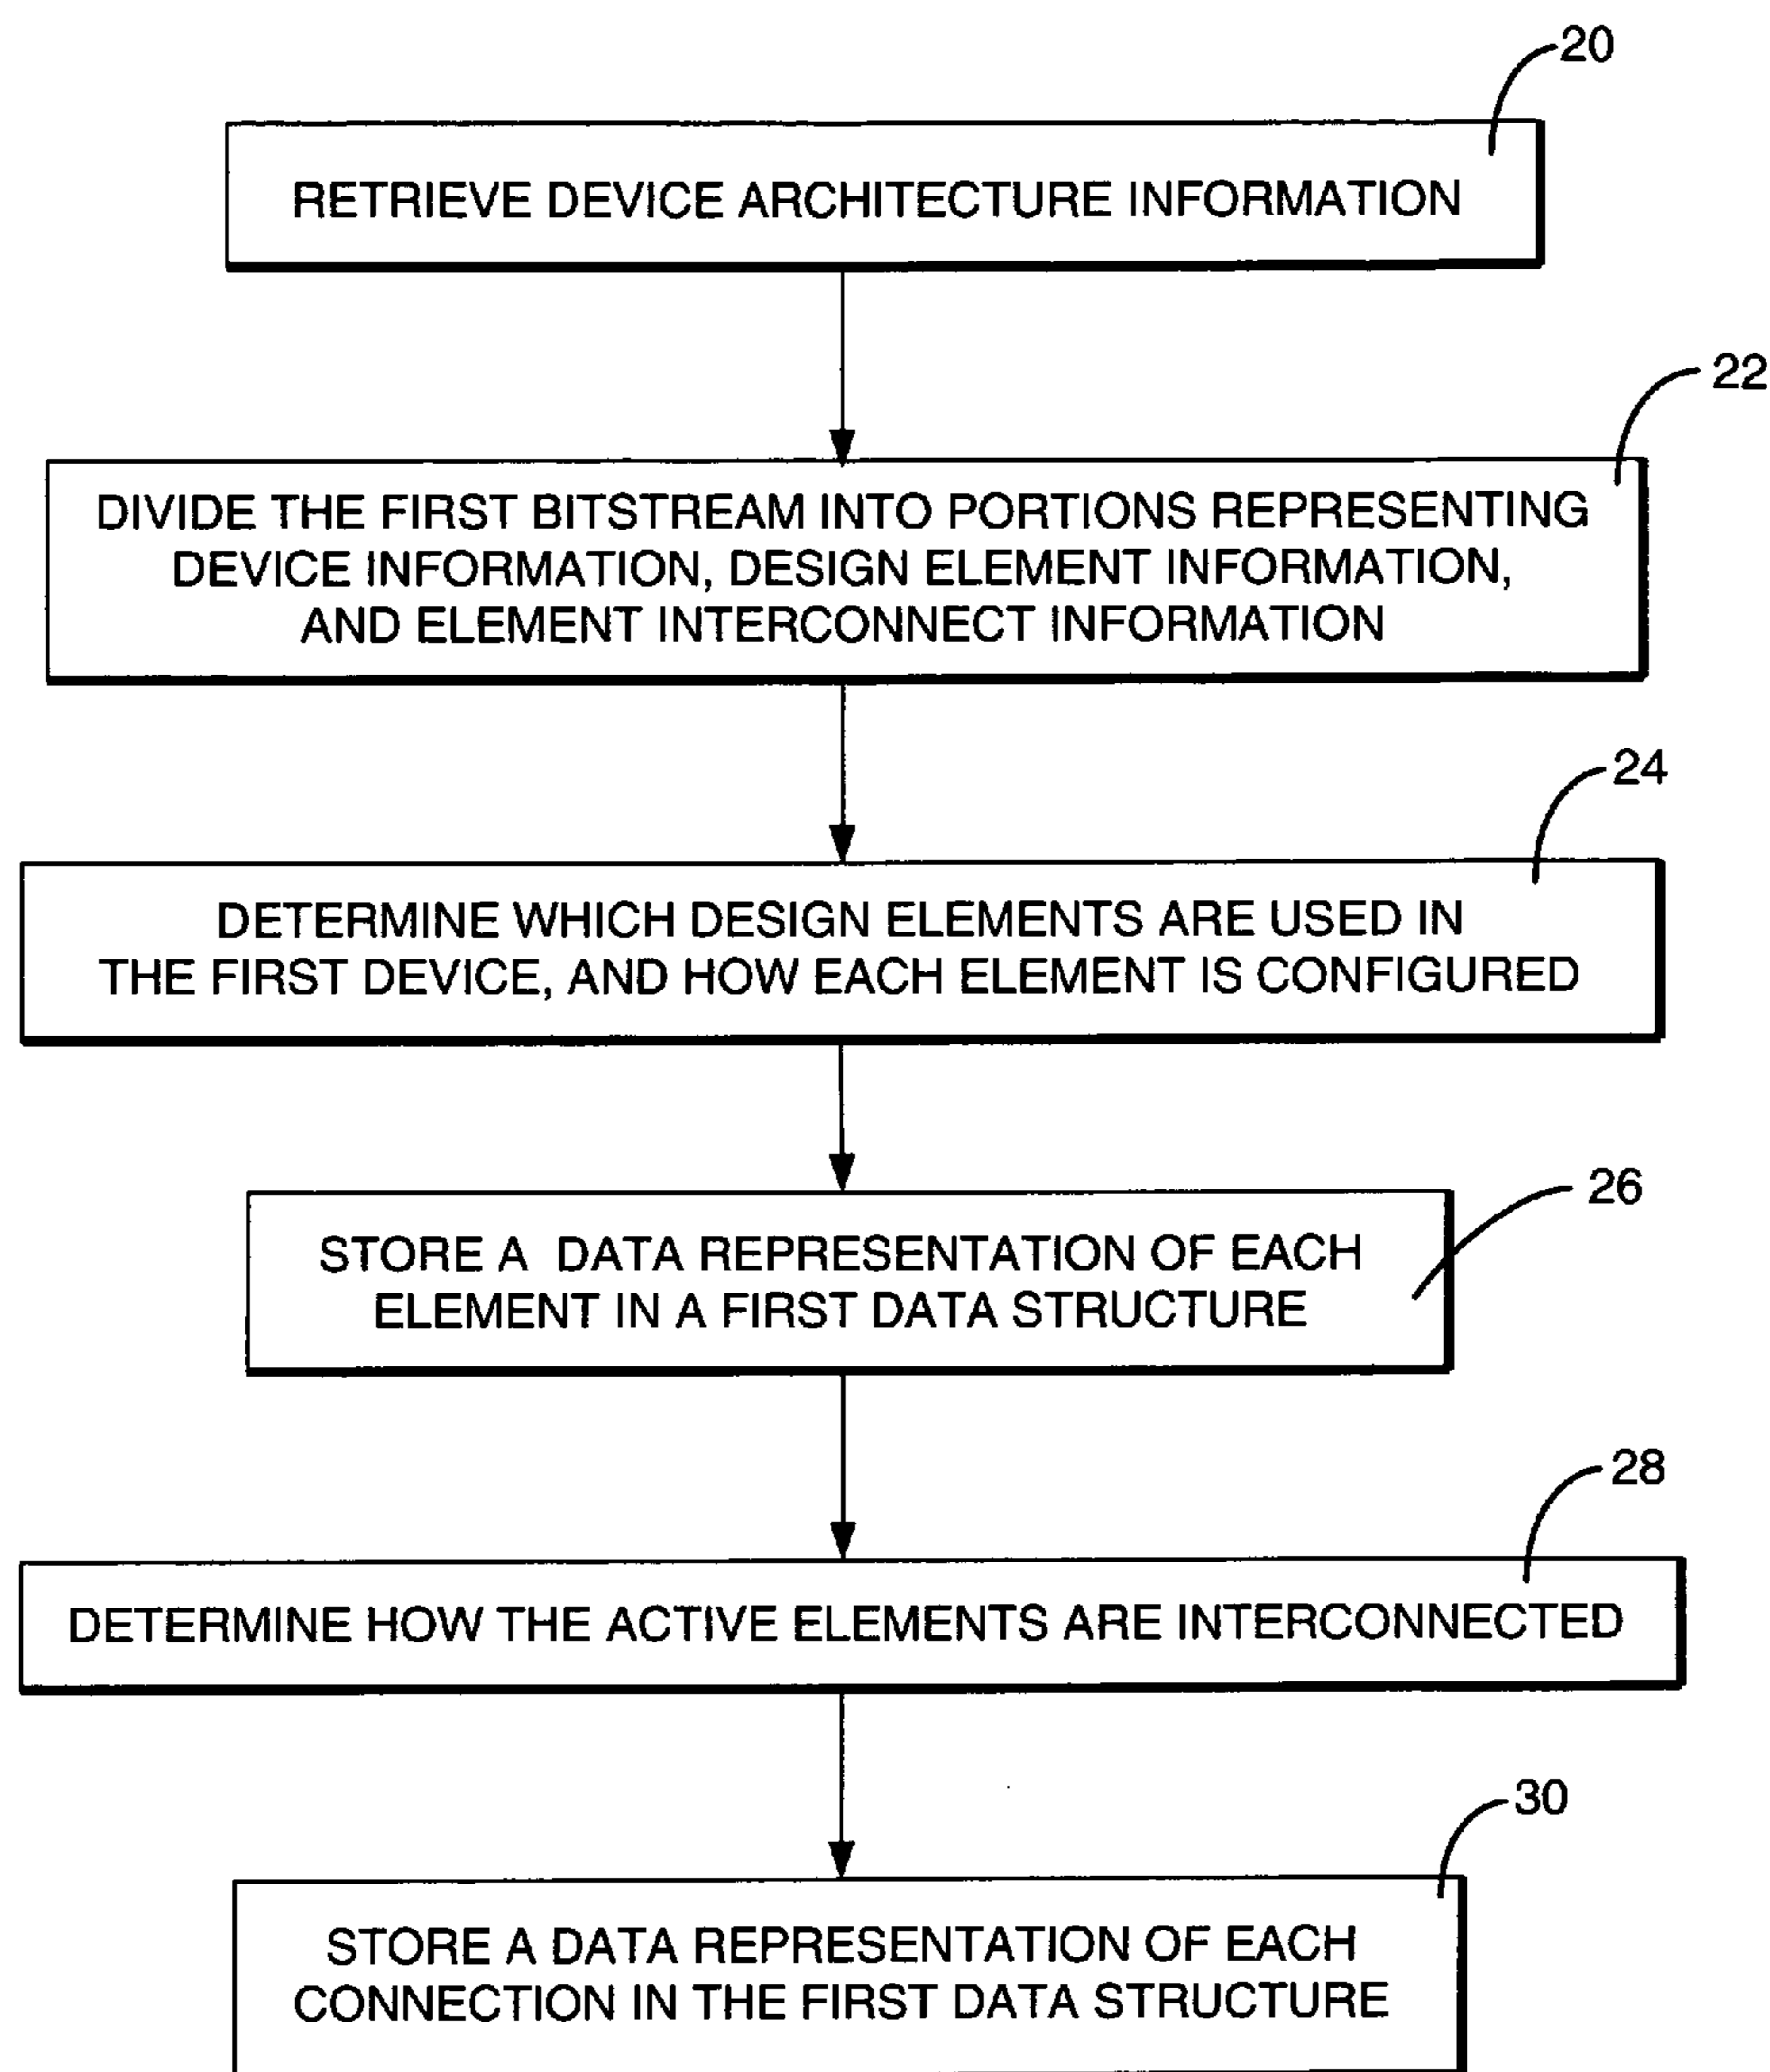 20
RETRIEVE DEVICE ARCHITECTURE INFORMATION
22
DIVIDE THE FIRST BITSTREAM INTO PORTIONS REPRESENTING
DEVICE INFORMATION, DESIGN ELEMENT INFORMATION,
AND ELEMENT INTERCONNECT INFORMATION
24
DETERMINE WHICH DESIGN ELEMENTS ARE USED IN
THE FIRST DEVICE, AND HOW EACH ELEMENT IS CONFIGURED
26
STORE A DATA REPRESENTATION OF EACH
ELEMENT IN A FIRST DATA STRUCTURE
28
DETERMINE HOW THE ACTIVE ELEMENTS ARE INTERCONNECTED
30
STORE A DATA REPRESENTATION OF EACH
CONNECTION IN THE FIRST DATA STRUCTURE